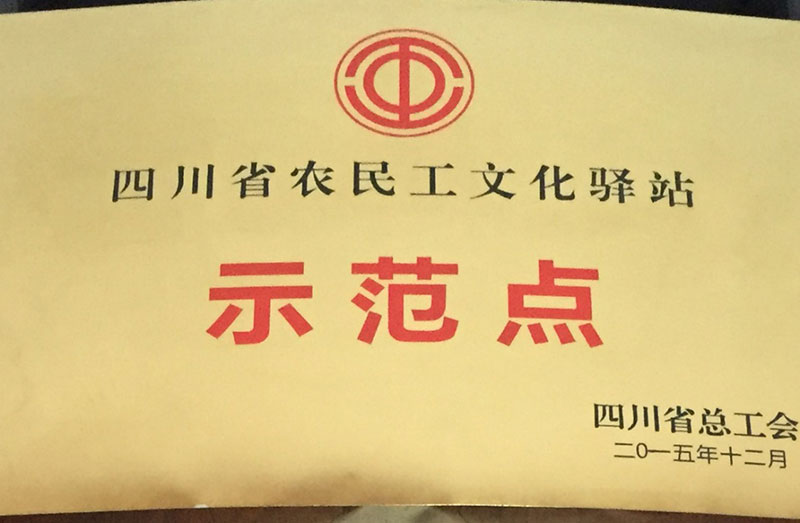 四川省农民工文化驿站
示范点
四川省总工会
二0一五年十二月